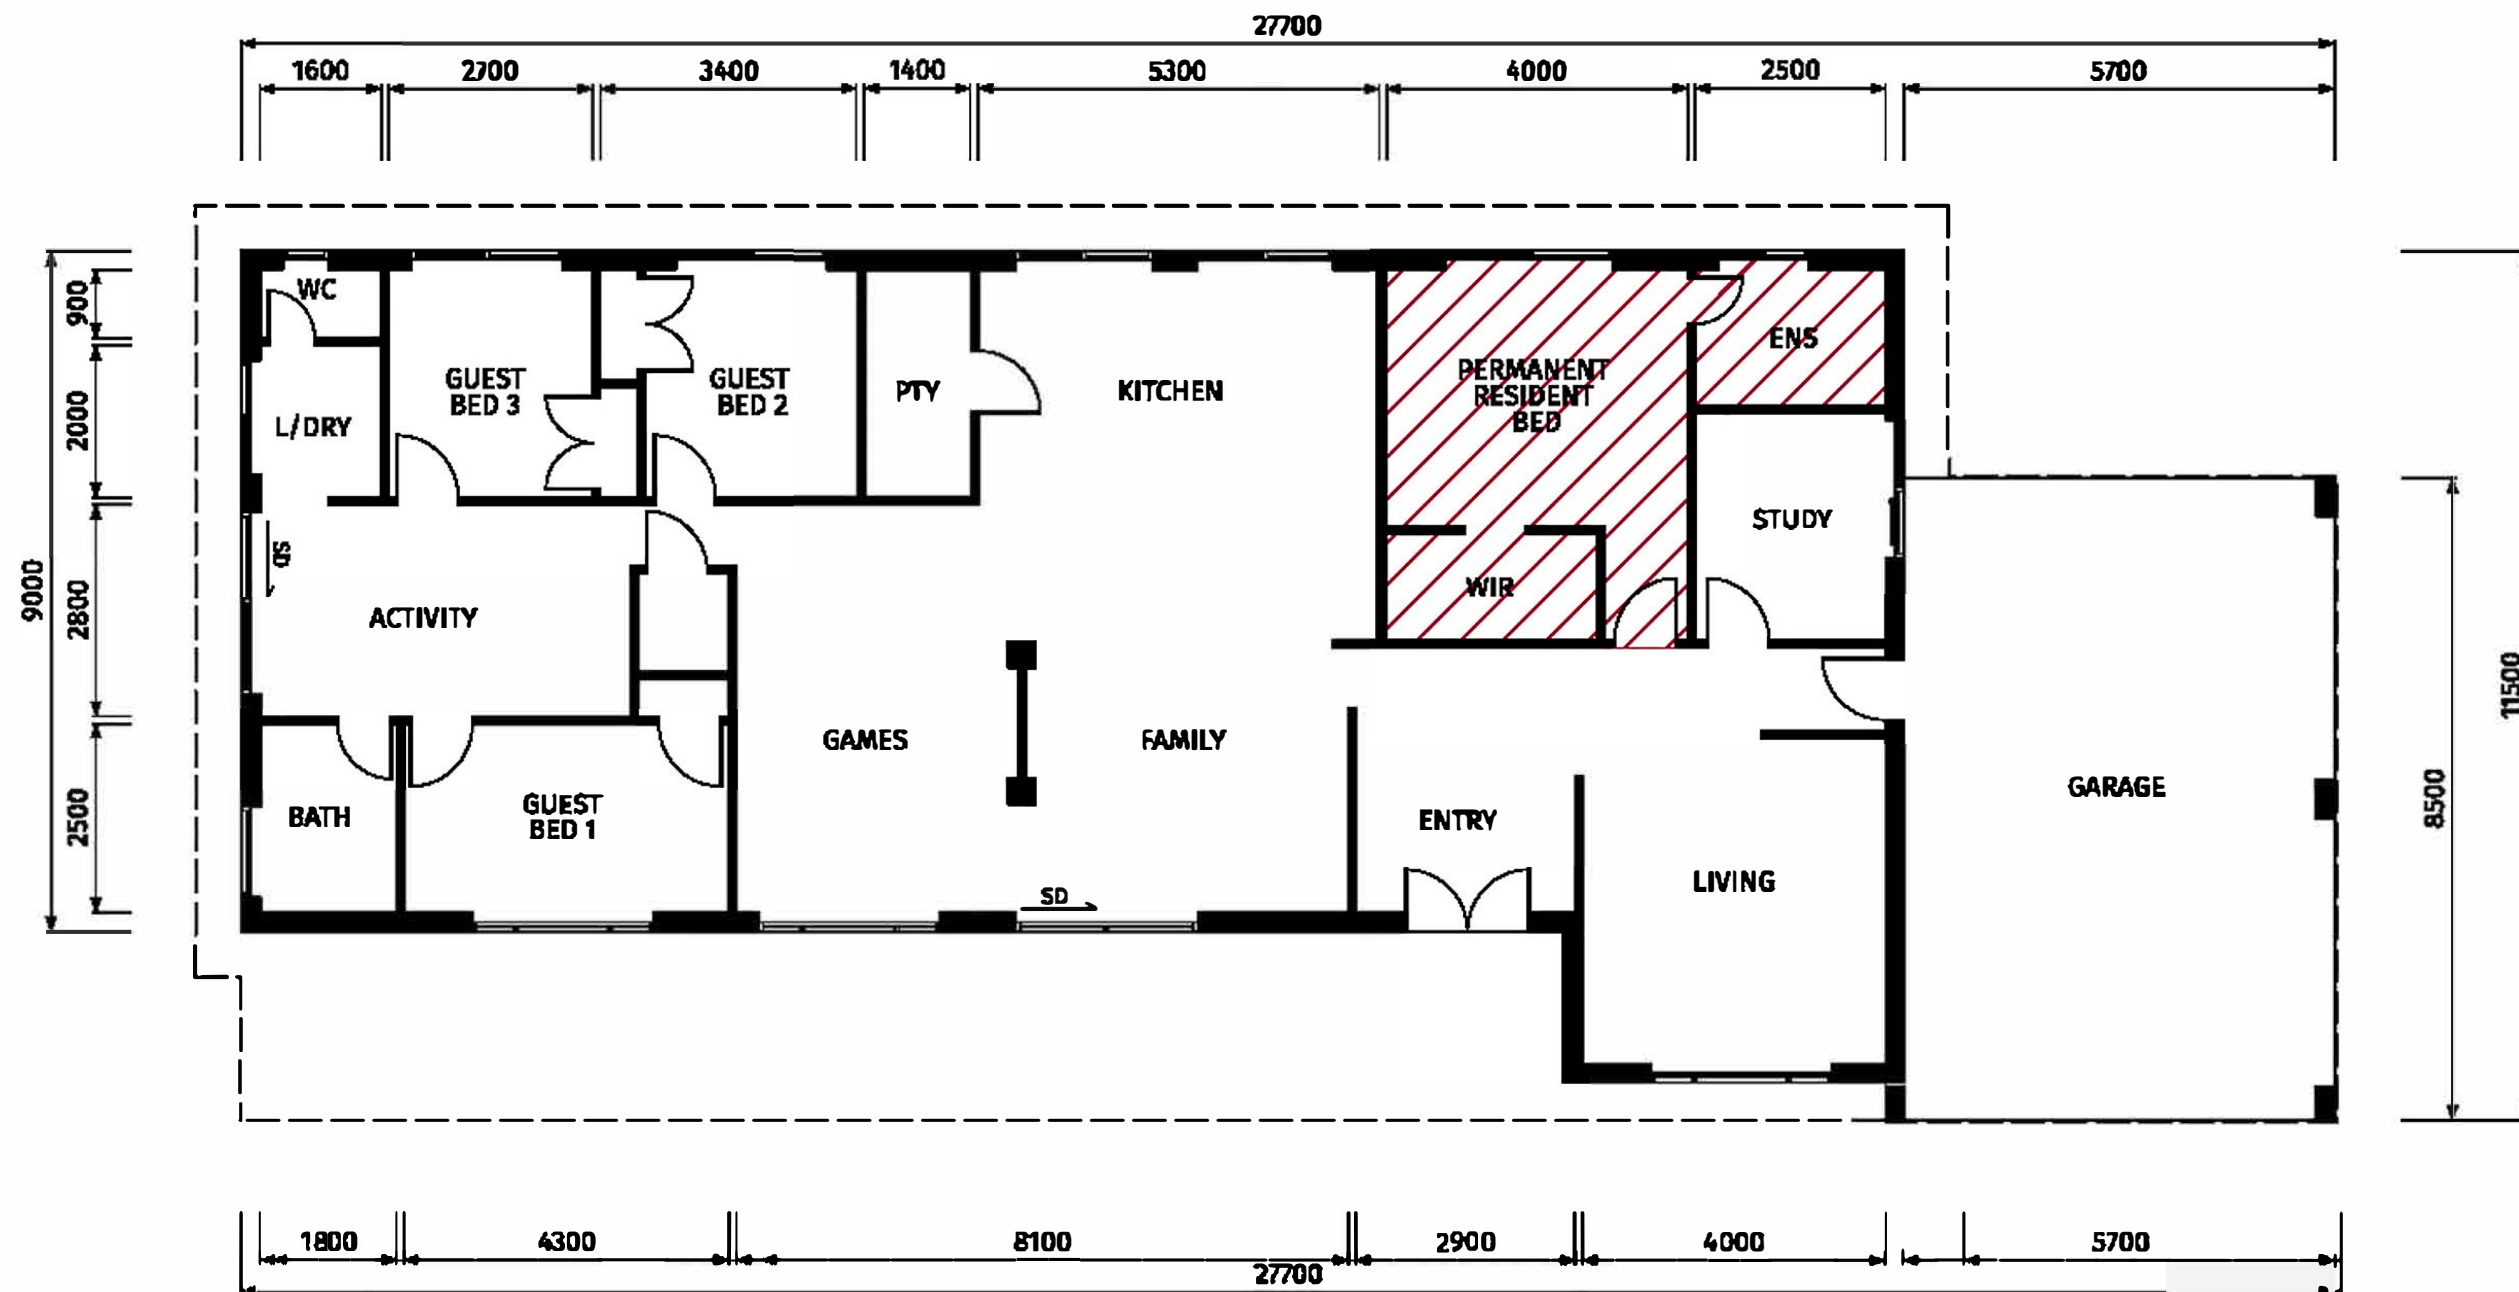 27700
1600 2700 3400 1400 5300 4000 2500 5700
WC
900
ENS
PERMANENT
RESIDENT
BED
GUEST
BED 3
GUEST
BED 2
PTY
KITCHEN
2000
L/DRY
STUDY
SD
9000
2800
WIR
ACTIVITY
11500
GAMES
FAMILY
GARAGE
8500
2500
BATH
GUEST
BED 1
ENTRY
LIVING
SD
1800 4300 8100 2900 4000 5700
27700